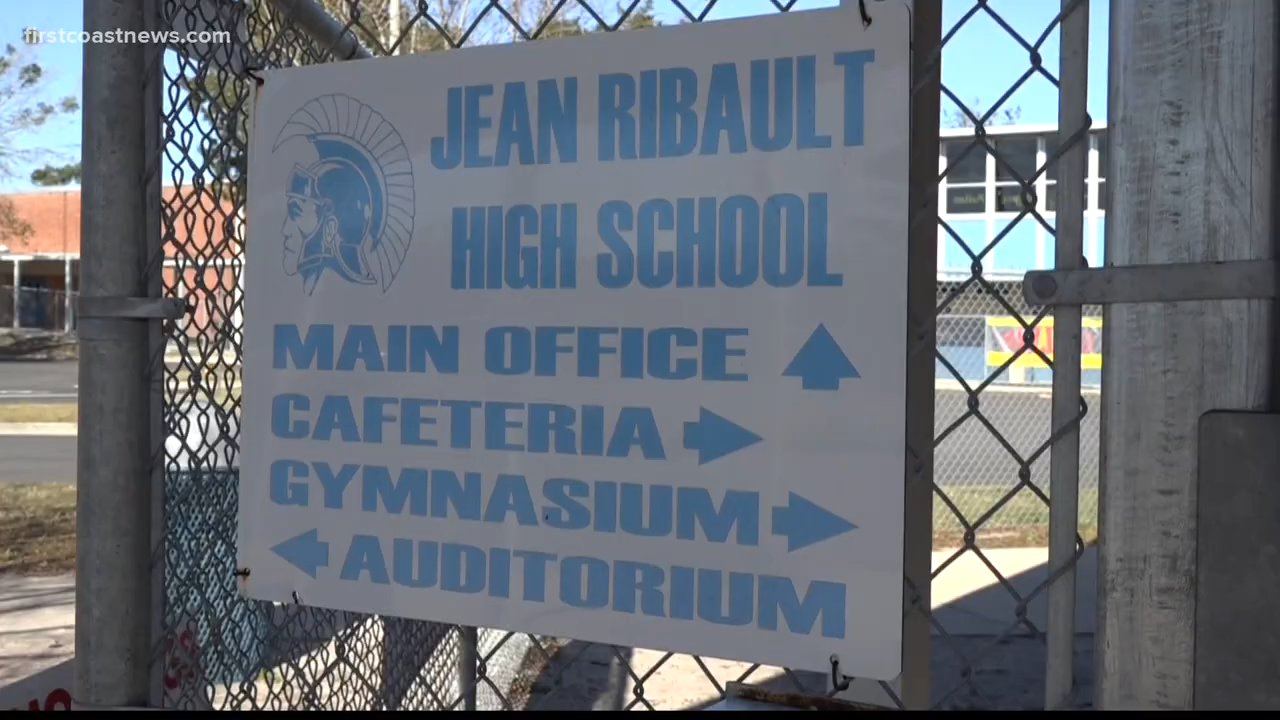 firstcoastnews.com
JEAN RIBAULT
HIGH SCHOOL
MAIN OFFICE
CAFETERIA
GYMNASIUM
AUDITORIUM